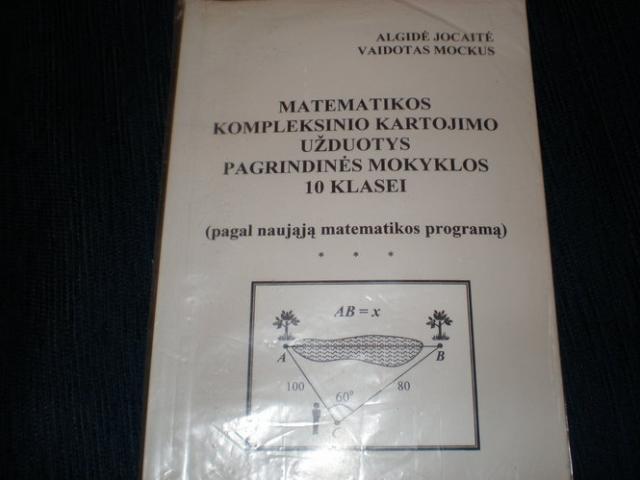 ALGIDĖ JOCAITĖ
VAIDOTAS MOCKUS
MATEMATIKOS
KOMPLEKSINIO KARTOJIMO
UŽDUOTYS
PAGRINDINĖS MOKYKLOS
10 KLASEI
(pagal naująją matematikos programą)
* * *
AB = x
A
B
100
60°
80
C